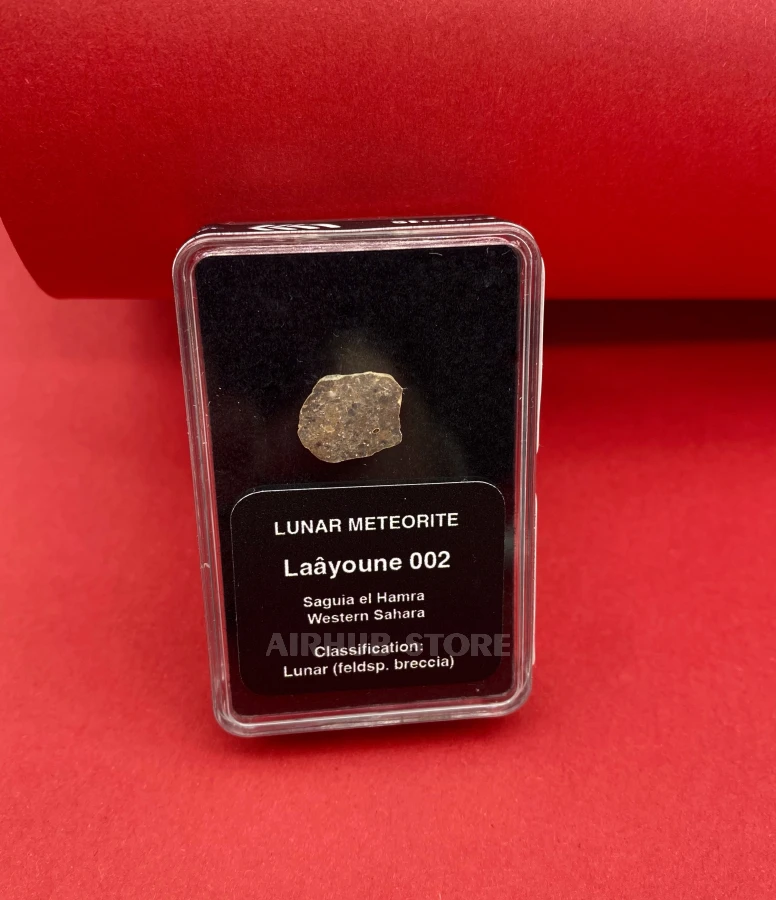 LUNAR METEORITE
Laâyoune 002
Saguia el Hamra
Western Sahara
AIRHUB STORE
Classification:
Lunar (feldsp. breccia)